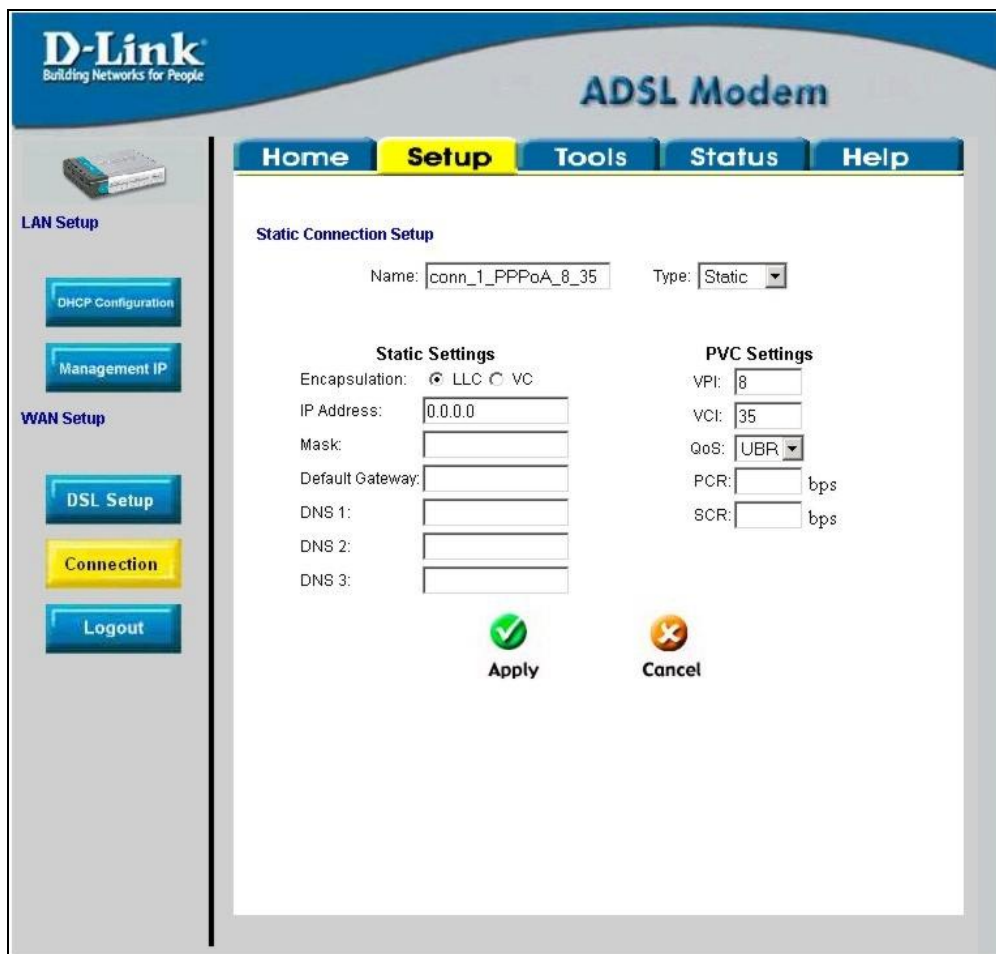 D-Link
Building Networks for People
ADSL Modem
Home Setup Tools Status Help
LAN Setup
DHCP Configuration
Management IP
WAN Setup
DSL Setup
Connection
Logout
Static Connection Setup
Name: conn_1_PPPoA_8_35 Type: Static
Static Settings
Encapsulation: LLC VC
IP Address: 0.0.0.0
Mask:
Default Gateway:
DNS 1:
DNS 2:
DNS 3:
PVC Settings
VPI: 8
VCI: 35
QoS: UBR
PCR: bps
SCR: bps
Apply
Cancel